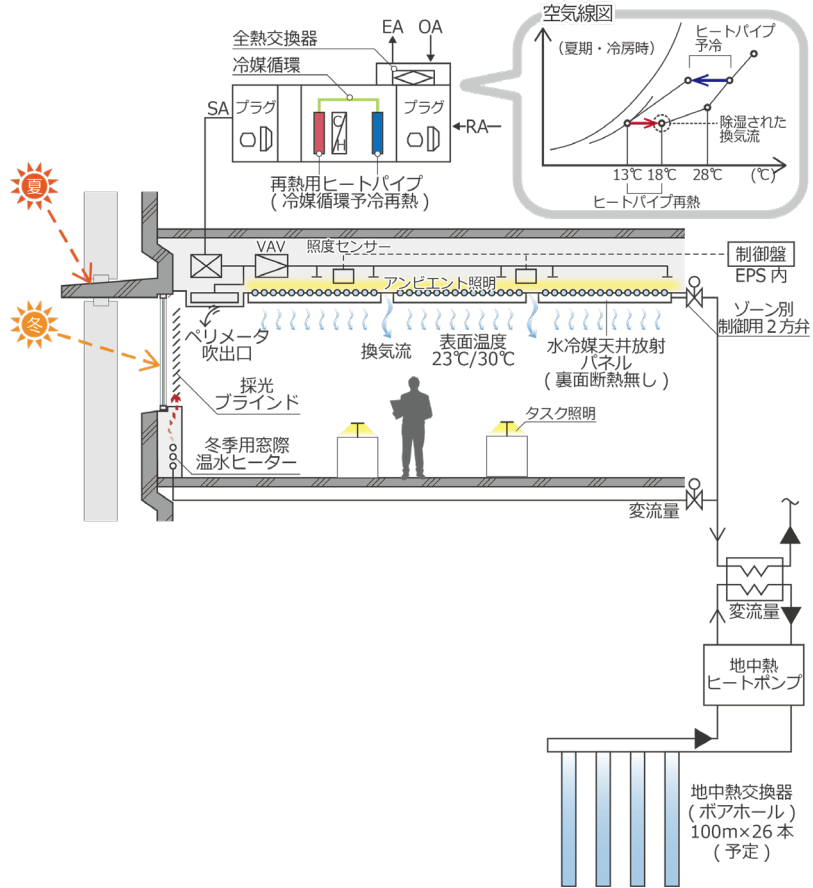 空気線図
EA OA
全熱交換器
冷媒循環
SA
プラグ
C/H
プラグ
RA
再熱用ヒートパイプ
(冷媒循環予冷再熱)
ヒートパイプ
予冷
(夏期・冷房時)
除湿された
換気流
13℃ 18℃ 28℃ (℃)
ヒートパイプ再熱
夏
冬
VAV
照度センサー
制御盤
EPS内
アンビエント照明
ゾーン別
制御用2方弁
ペリメータ
吹出口
換気流
表面温度
23℃/30℃
水冷媒天井放射
パネル
(裏面断熱無し)
採光
ブラインド
タスク照明
冬季用窓際
温水ヒーター
変流量
変流量
地中熱
ヒートポンプ
地中熱交換器
(ボアホール)
100m×26本
(予定)